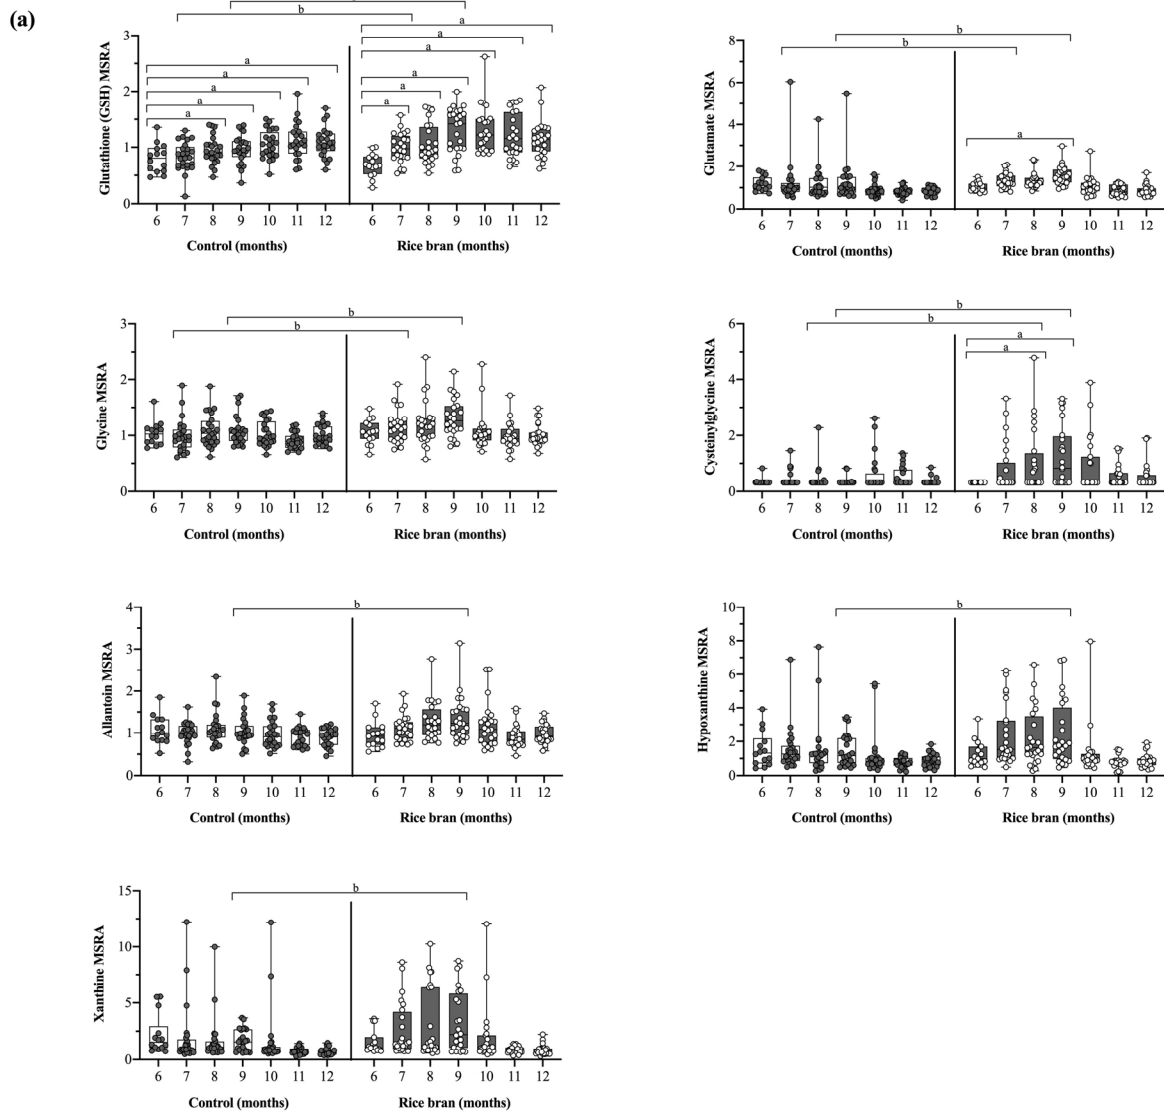 (a)
b
b
a
a
a
a
a
a
a
a
a
a
a
Glutathione (GSH) MSRA
3
2
1
0
6 7 8 9 10 11 12 6 7 8 9 10 11 12
Control (months) Rice bran (months)
b
b
a
Glutamate MSRA
8
6
4
2
0
6 7 8 9 10 11 12 6 7 8 9 10 11 12
Control (months) Rice bran (months)
b
b
Glycine MSRA
3
2
1
0
6 7 8 9 10 11 12 6 7 8 9 10 11 12
Control (months) Rice bran (months)
b
b
a
a
Cysteinylglycine MSRA
6
4
2
0
6 7 8 9 10 11 12 6 7 8 9 10 11 12
Control (months) Rice bran (months)
b
Allantoin MSRA
4
3
2
1
0
6 7 8 9 10 11 12 6 7 8 9 10 11 12
Control (months) Rice bran (months)
b
Hypoxanthine MSRA
10
8
6
4
2
0
6 7 8 9 10 11 12 6 7 8 9 10 11 12
Control (months) Rice bran (months)
b
Xanthine MSRA
15
10
5
0
6 7 8 9 10 11 12 6 7 8 9 10 11 12
Control (months) Rice bran (months)